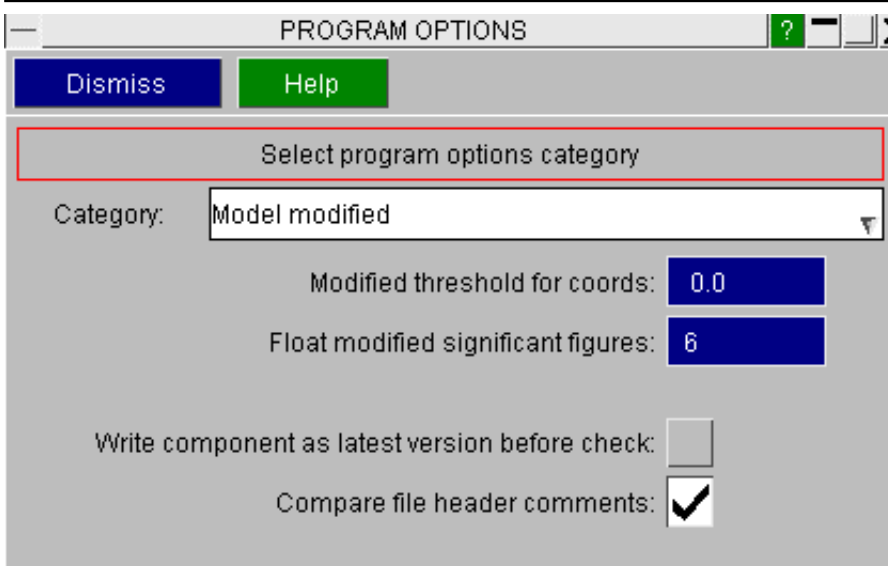 PROGRAM OPTIONS ?
Dismiss Help
Select program options category
Category: Model modified
Modified threshold for coords: 0.0
Float modified significant figures: 6
Write component as latest version before check:
Compare file header comments: